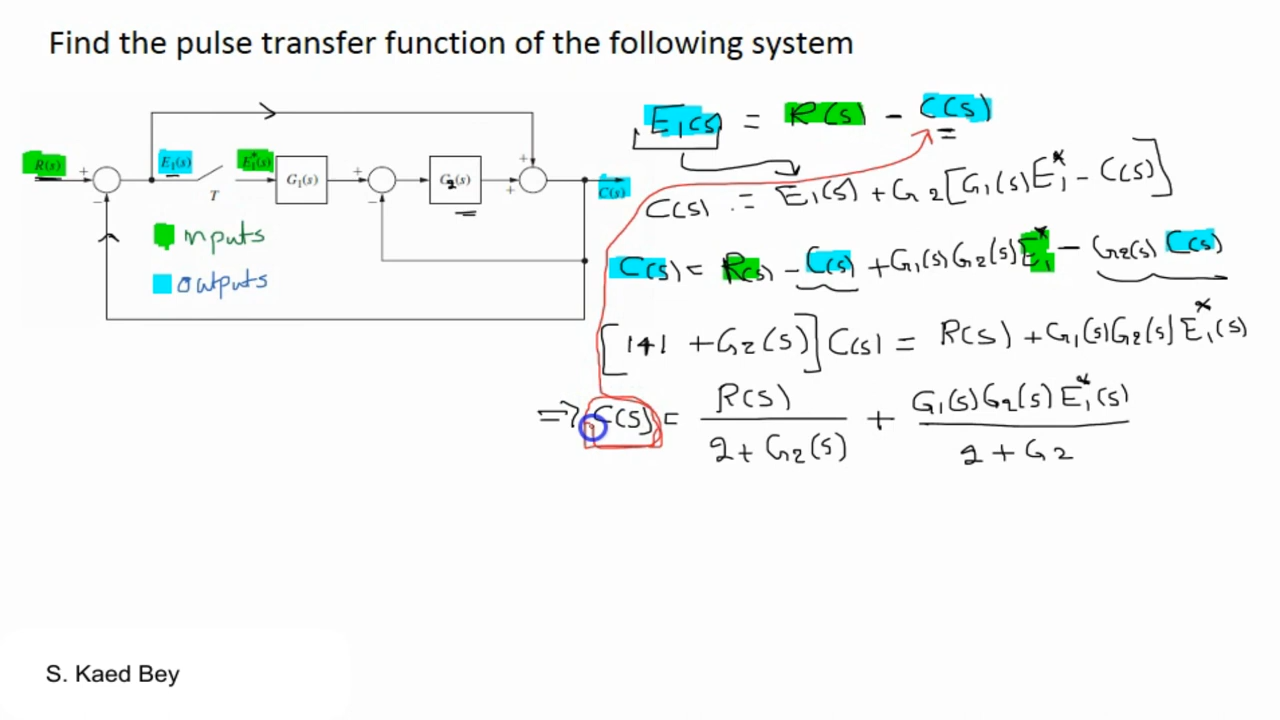 Find the pulse transfer function of the following system
R(s) + − E₁(s) T E₁*(s) G₁(s) + − G₂(s) + + C(s)
inputs
outputs
E₁(s) = R(s) − C(s)
C(s) = E₁(s) + G₂[G₁(s)E₁* − C(s)]
C(s) = R(s) − C(s) + G₁(s)G₂(s)E₁* − G₂(s)C(s)
[1+1 + G₂(s)]C(s) = R(s) + G₁(s)G₂(s)E₁*(s)
⇒ C(s) = R(s) / 2 + G₂(s) + G₁(s)G₂(s)E₁*(s) / 2 + G2
S. Kaed Bey